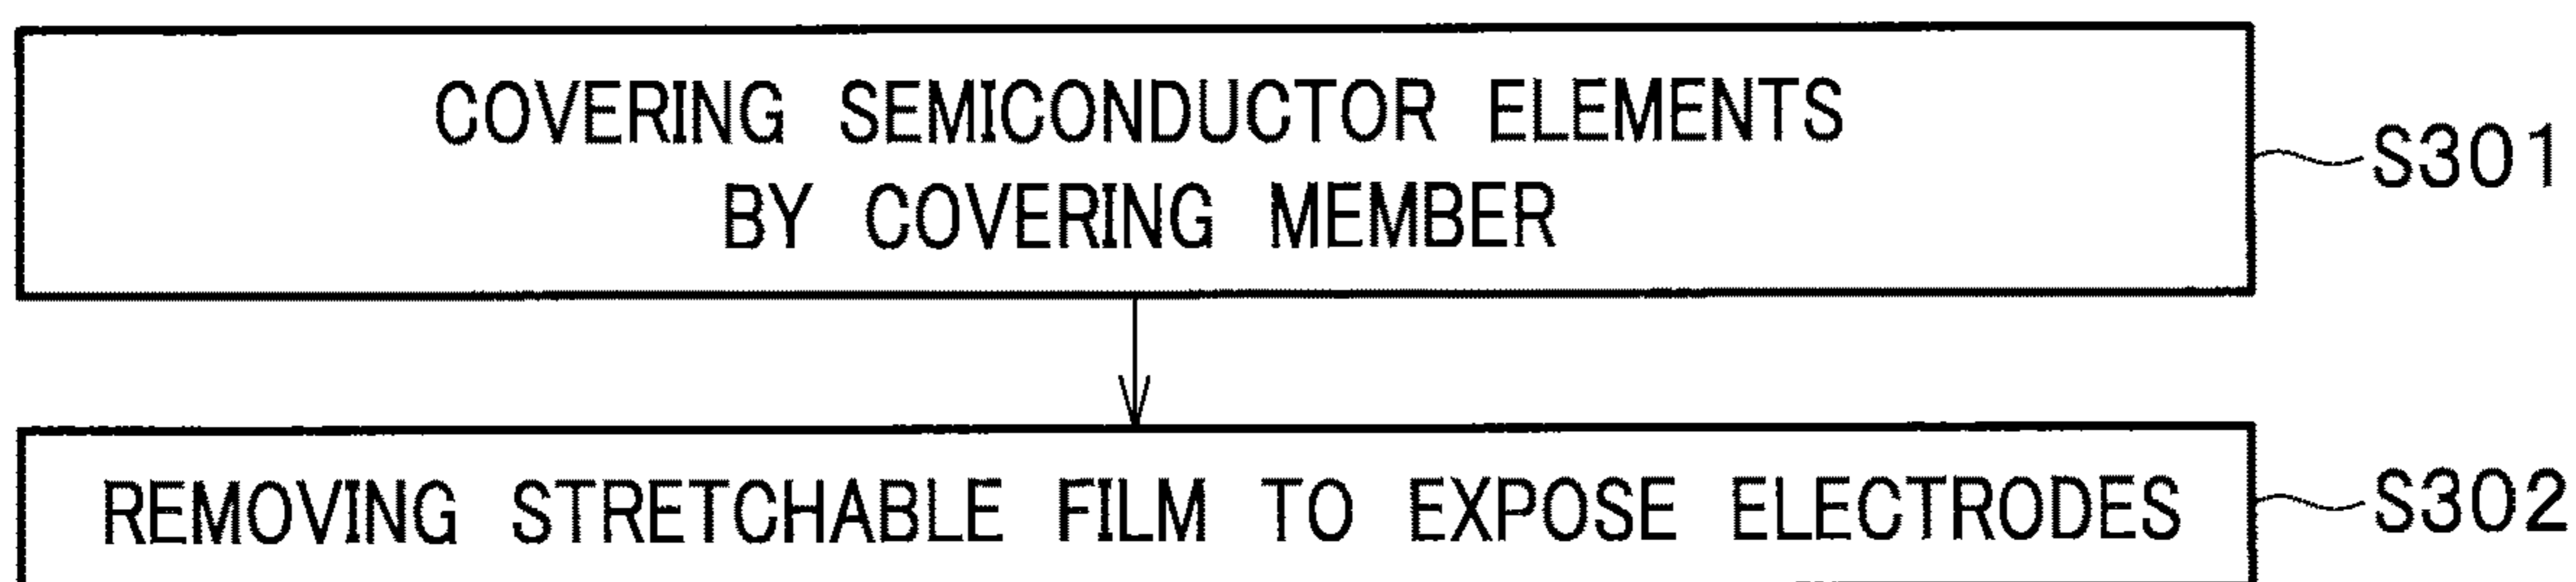 COVERING SEMICONDUCTOR ELEMENTS
BY COVERING MEMBER
S301
REMOVING STRETCHABLE FILM TO EXPOSE ELECTRODES
S302